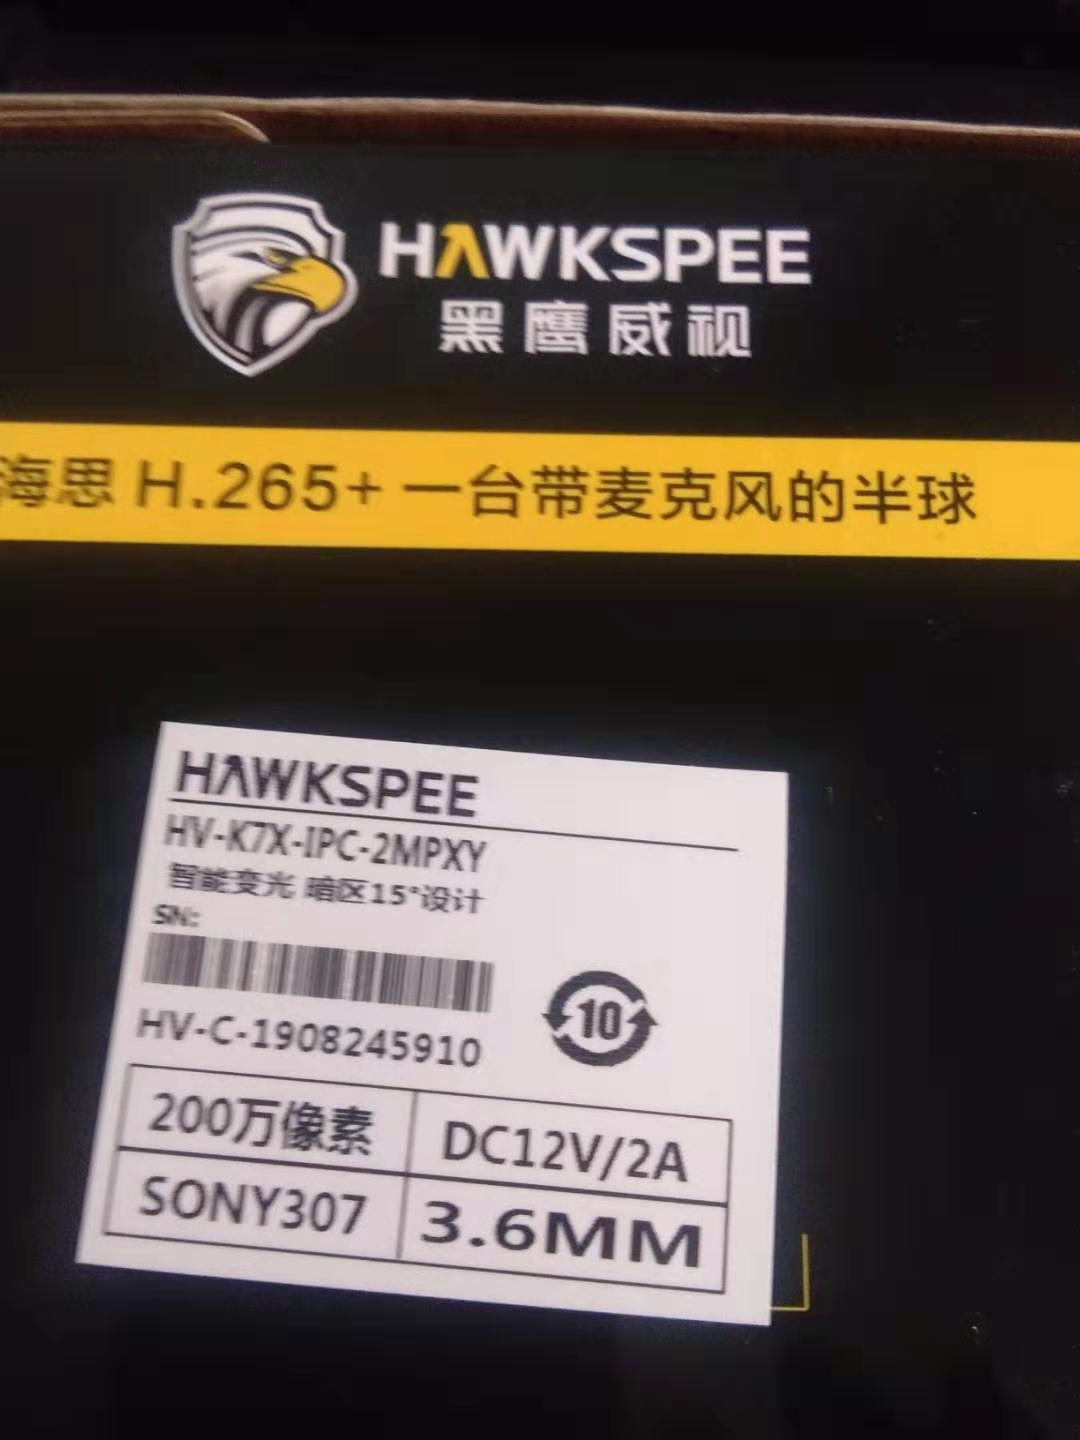 HAWKSPEE
黑鹰威视
海思 H.265+ 一台带麦克风的半球
HAWKSPEE
HV-K7X-IPC-2MPXY
智能变光 暗区15°设计
SN:
HV-C-1908245910
10
200万像素 DC12V/2A
SONY307 3.6MM